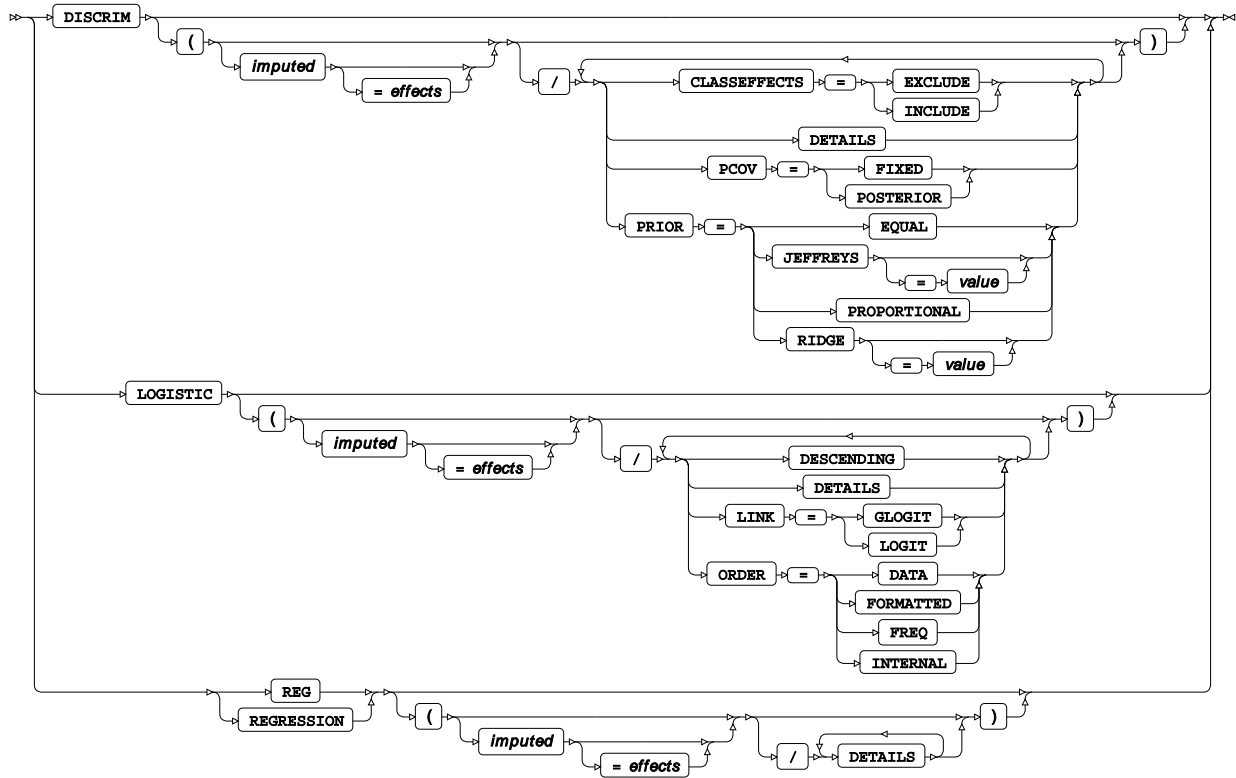 DISCRIM
(
imputed
= effects
/
CLASSEFFECTS = EXCLUDE
INCLUDE
)
DETAILS
PCOV = FIXED
POSTERIOR
PRIOR = EQUAL
JEFFREYS
= value
PROPORTIONAL
RIDGE
= value
LOGISTIC
(
imputed
= effects
/
DESCENDING
)
DETAILS
LINK = GLOGIT
LOGIT
ORDER = DATA
FORMATTED
FREQ
INTERNAL
REG
REGRESSION
(
imputed
= effects
/
DETAILS
)